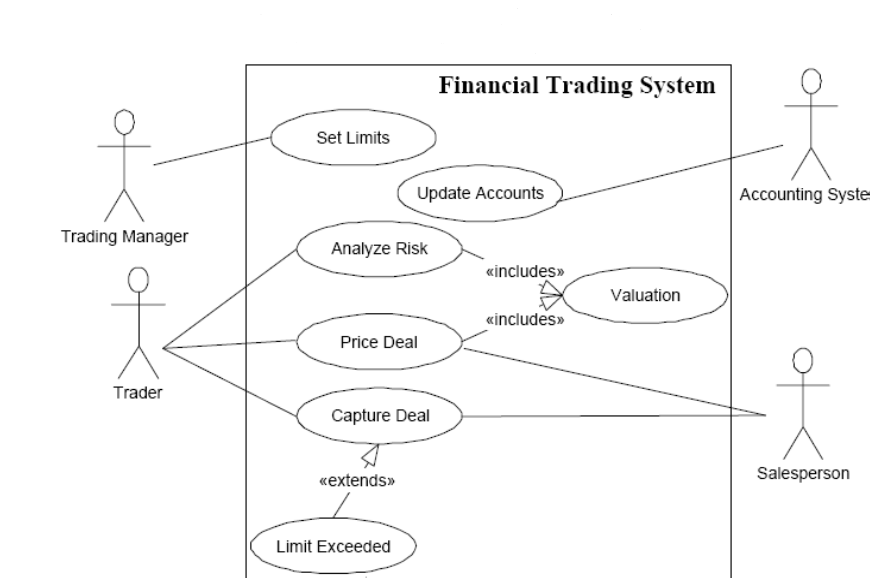 Financial Trading System
Set Limits
Update Accounts
Accounting Syste
Trading Manager
Analyze Risk
«includes»
Valuation
«includes»
Price Deal
Trader
Capture Deal
Salesperson
«extends»
Limit Exceeded